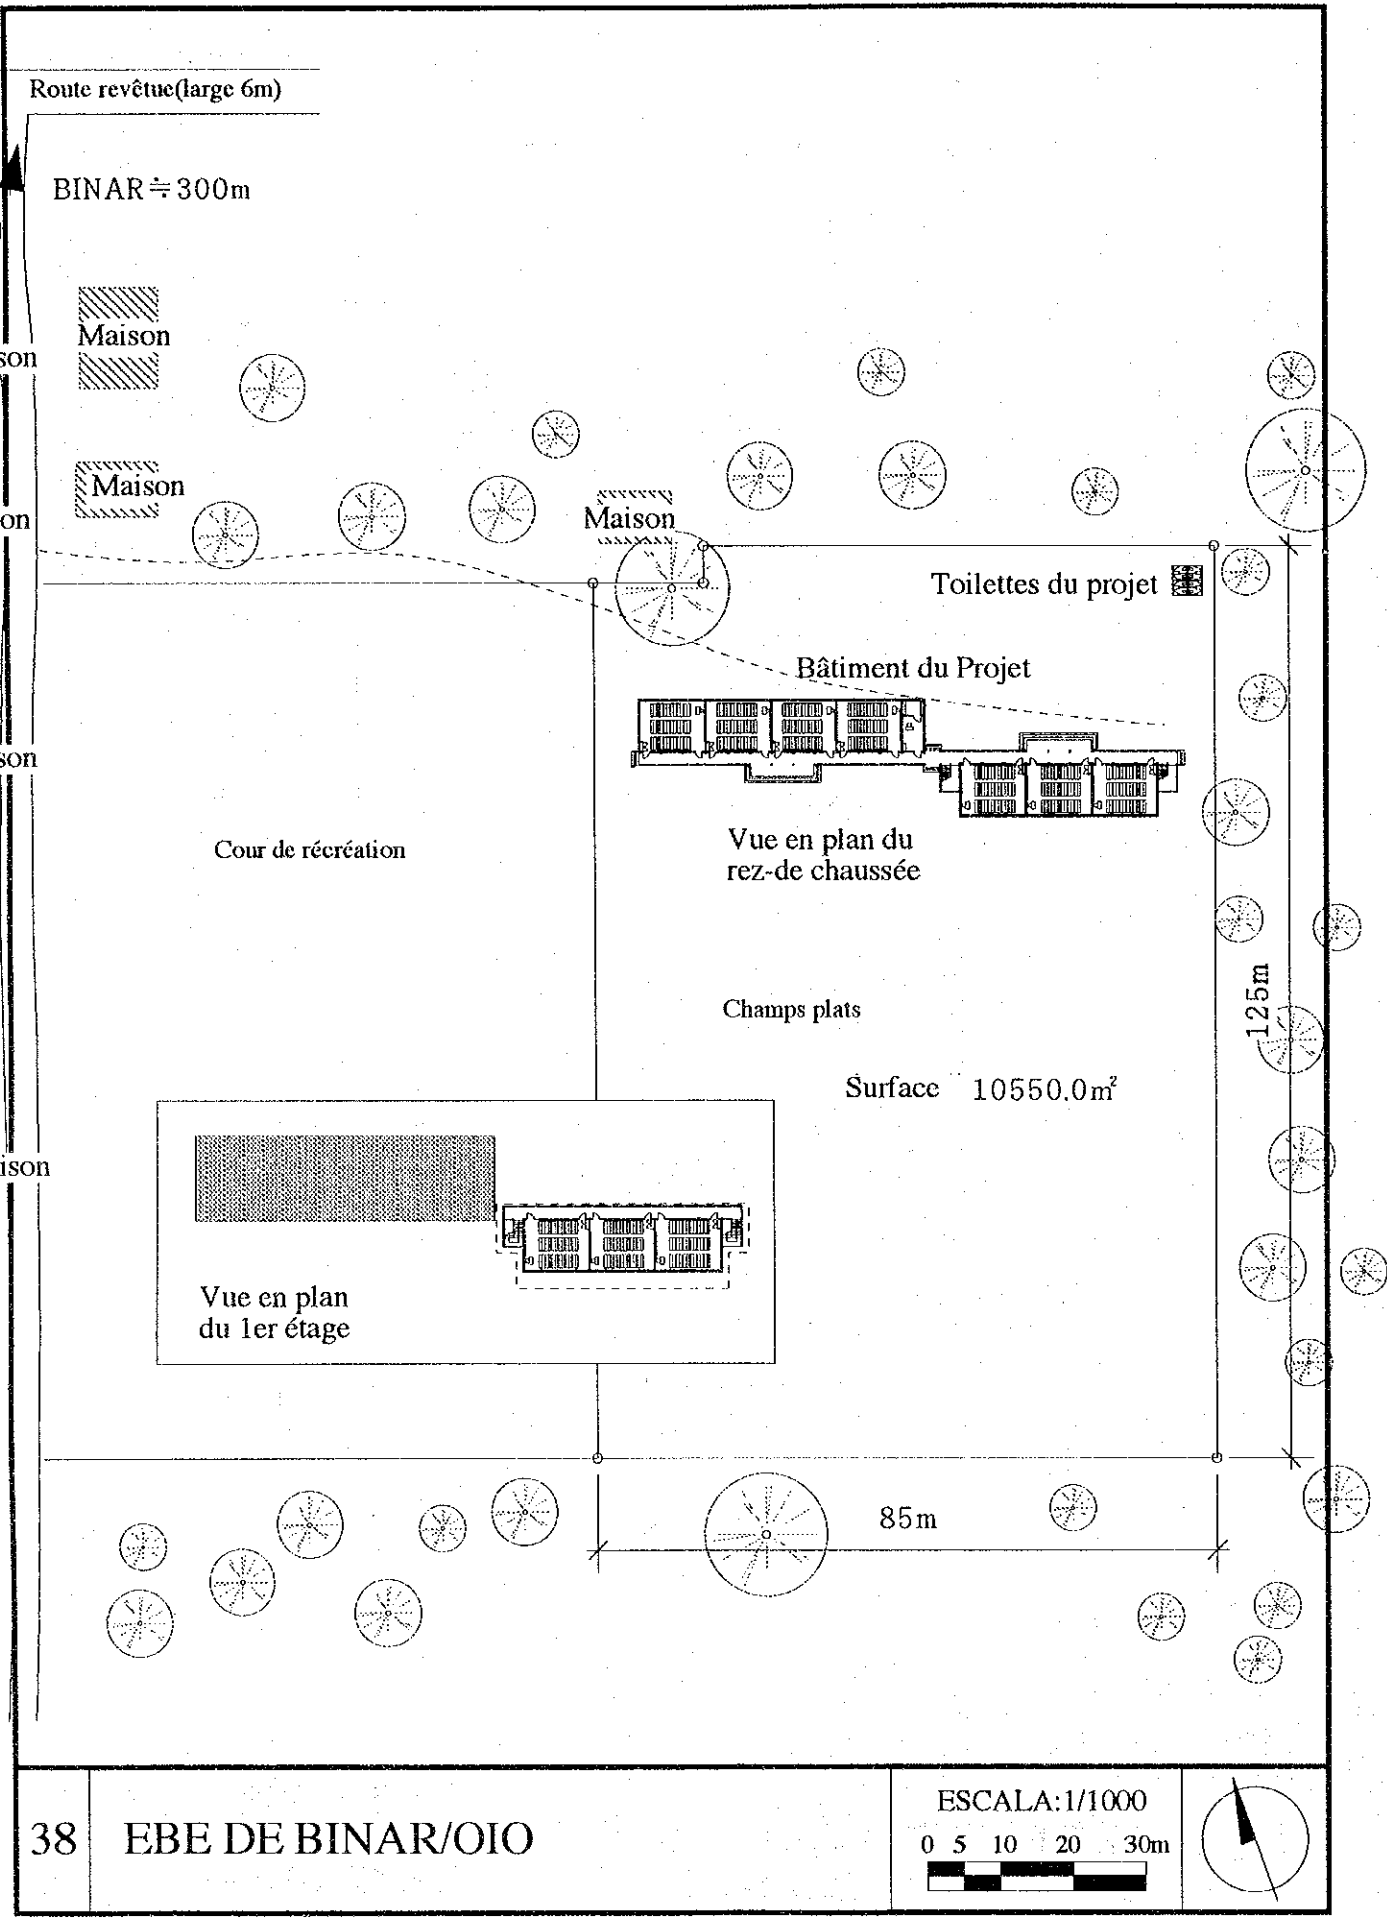 Route revêtue(large 6m)
BINAR≒300m
Maison
son
Maison
on
Maison
Toilettes du projet
Bâtiment du Projet
son
Cour de récréation
Vue en plan du
rez-de chaussée
125m
Champs plats
Surface 10550.0m²
ison
Vue en plan
du 1er étage
85m
38
EBE DE BINAR/OIO
ESCALA:1/1000
0 5 10 20 30m